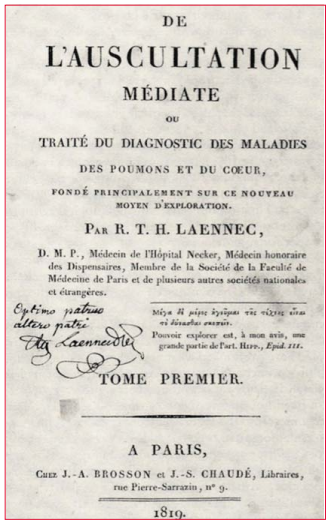 DE
L'AUSCULTATION
MÉDIATE
OU
TRAITÉ DU DIAGNOSTIC DES MALADIES
DES POUMONS ET DU CŒUR,
FONDÉ PRINCIPALEMENT SUR CE NOUVEAU
MOYEN D'EXPLORATION.
PAR R. T. H. LAENNEC,
D. M. P., Médecin de l'Hôpital Necker, Médecin honoraire
des Dispensaires, Membre de la Société de la Faculté de
Médecine de Paris et de plusieurs autres sociétés nationales
et étrangères.
Optimo patruo
altero patri
Laennec
Μέγα δὲ μέρος ἡγεῦμαι τῆς τέχνης εἶναι
τὸ δύνασθαι σκοπεῖν.
Pouvoir explorer est, à mon avis, une
grande partie de l'art. HIPP., Epid. III.
TOME PREMIER.
A PARIS,
CHEZ J.-A. BROSSON et J.-S. CHAUDÉ, Libraires,
rue Pierre-Sarrazin, n° 9.
1819.